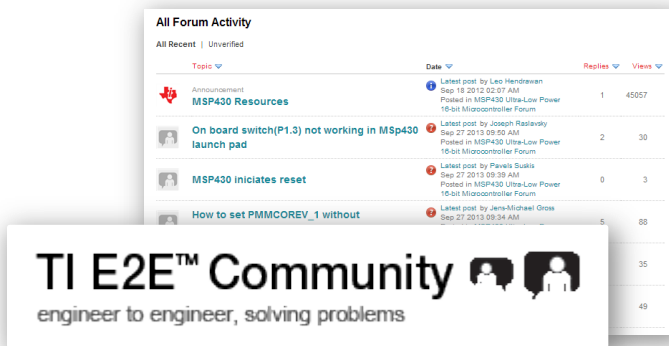 All Forum Activity
All Recent | Unverified
Topic Date Replies Views
Announcement
MSP430 Resources
Latest post by Leo Hendrawan
Sep 18 2012 02:07 AM
Posted in MSP430 Ultra-Low Power
16-bit Microcontroller Forum
1 45057
On board switch(P1.3) not working in MSp430
launch pad
Latest post by Joseph Raslavsky
Sep 27 2013 09:50 AM
Posted in MSP430 Ultra-Low Power
16-bit Microcontroller Forum
2 30
MSP430 iniciates reset
Latest post by Pavels Suskis
Sep 27 2013 09:39 AM
Posted in MSP430 Ultra-Low Power
16-bit Microcontroller Forum
0 3
How to set PMMCOREV_1 without
Latest post by Jens-Michael Gross
Sep 27 2013 09:34 AM
5 88
35
49
TI E2E™ Community
engineer to engineer, solving problems